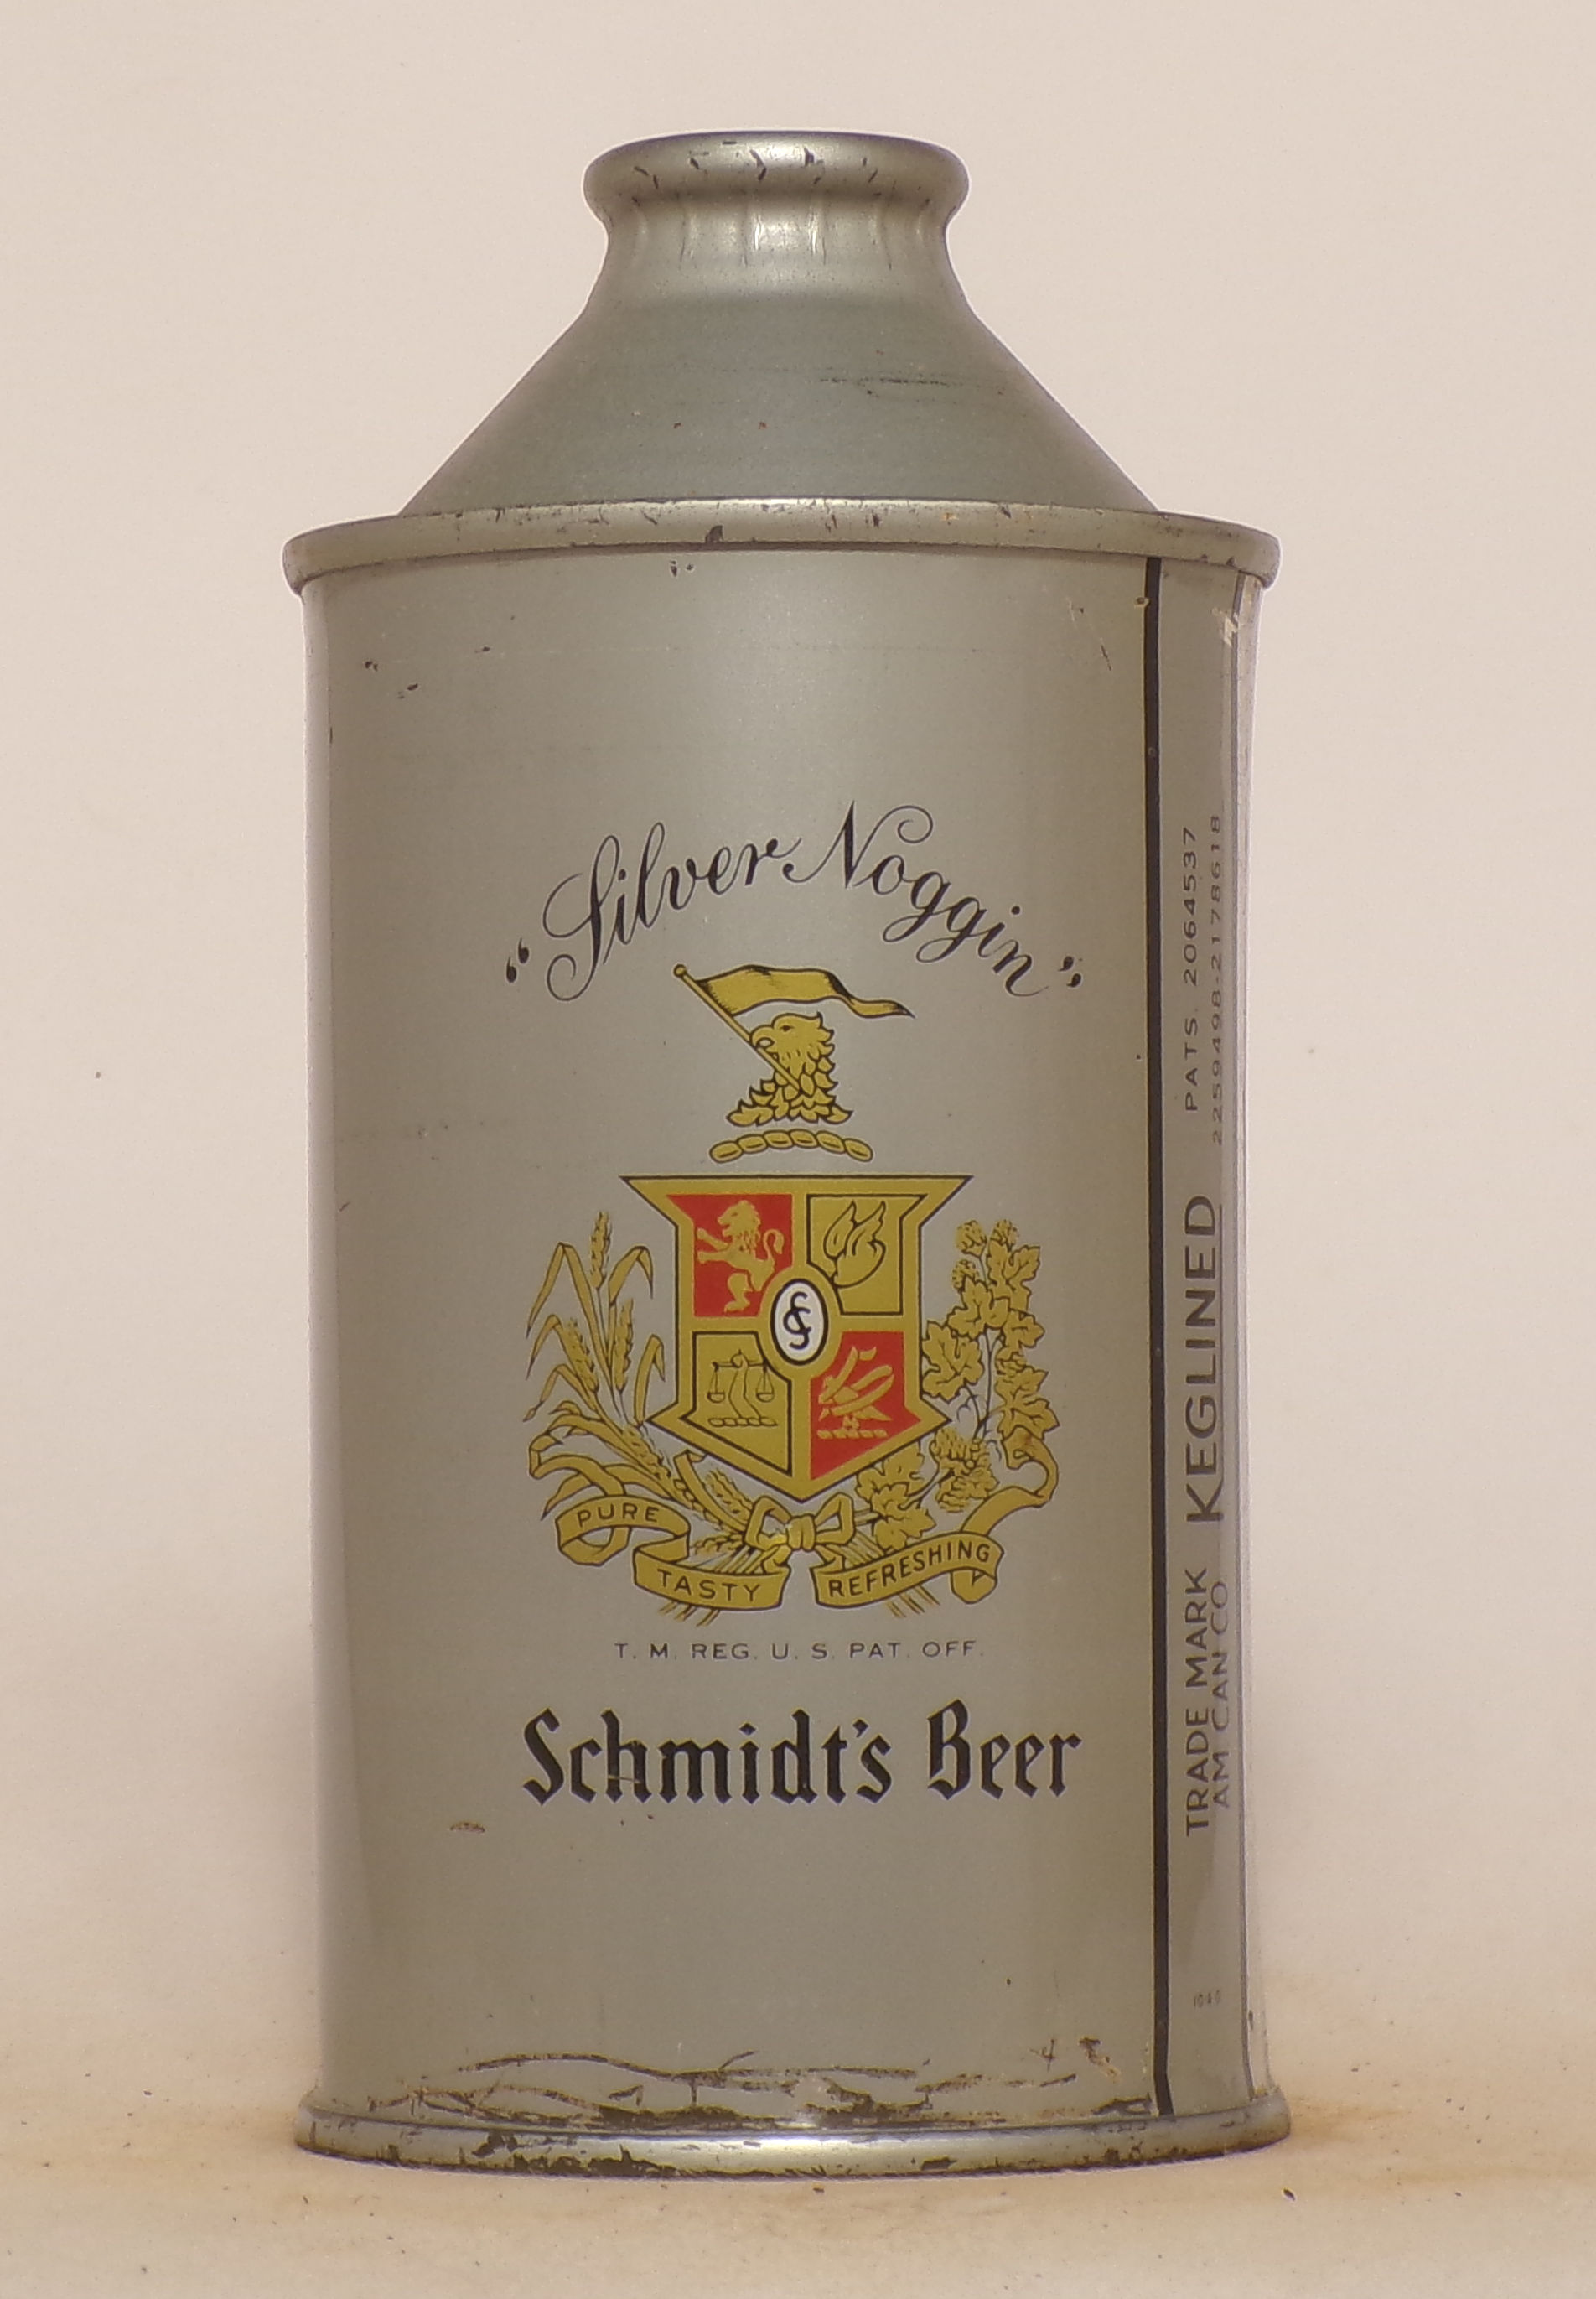 “Silver Noggin”
PURE
TASTY
REFRESHING
T. M. REG. U. S. PAT. OFF.
Schmidt's Beer
TRADE MARK KEGLINED PATS. 2064537
AM CAN CO 2259498-2178618